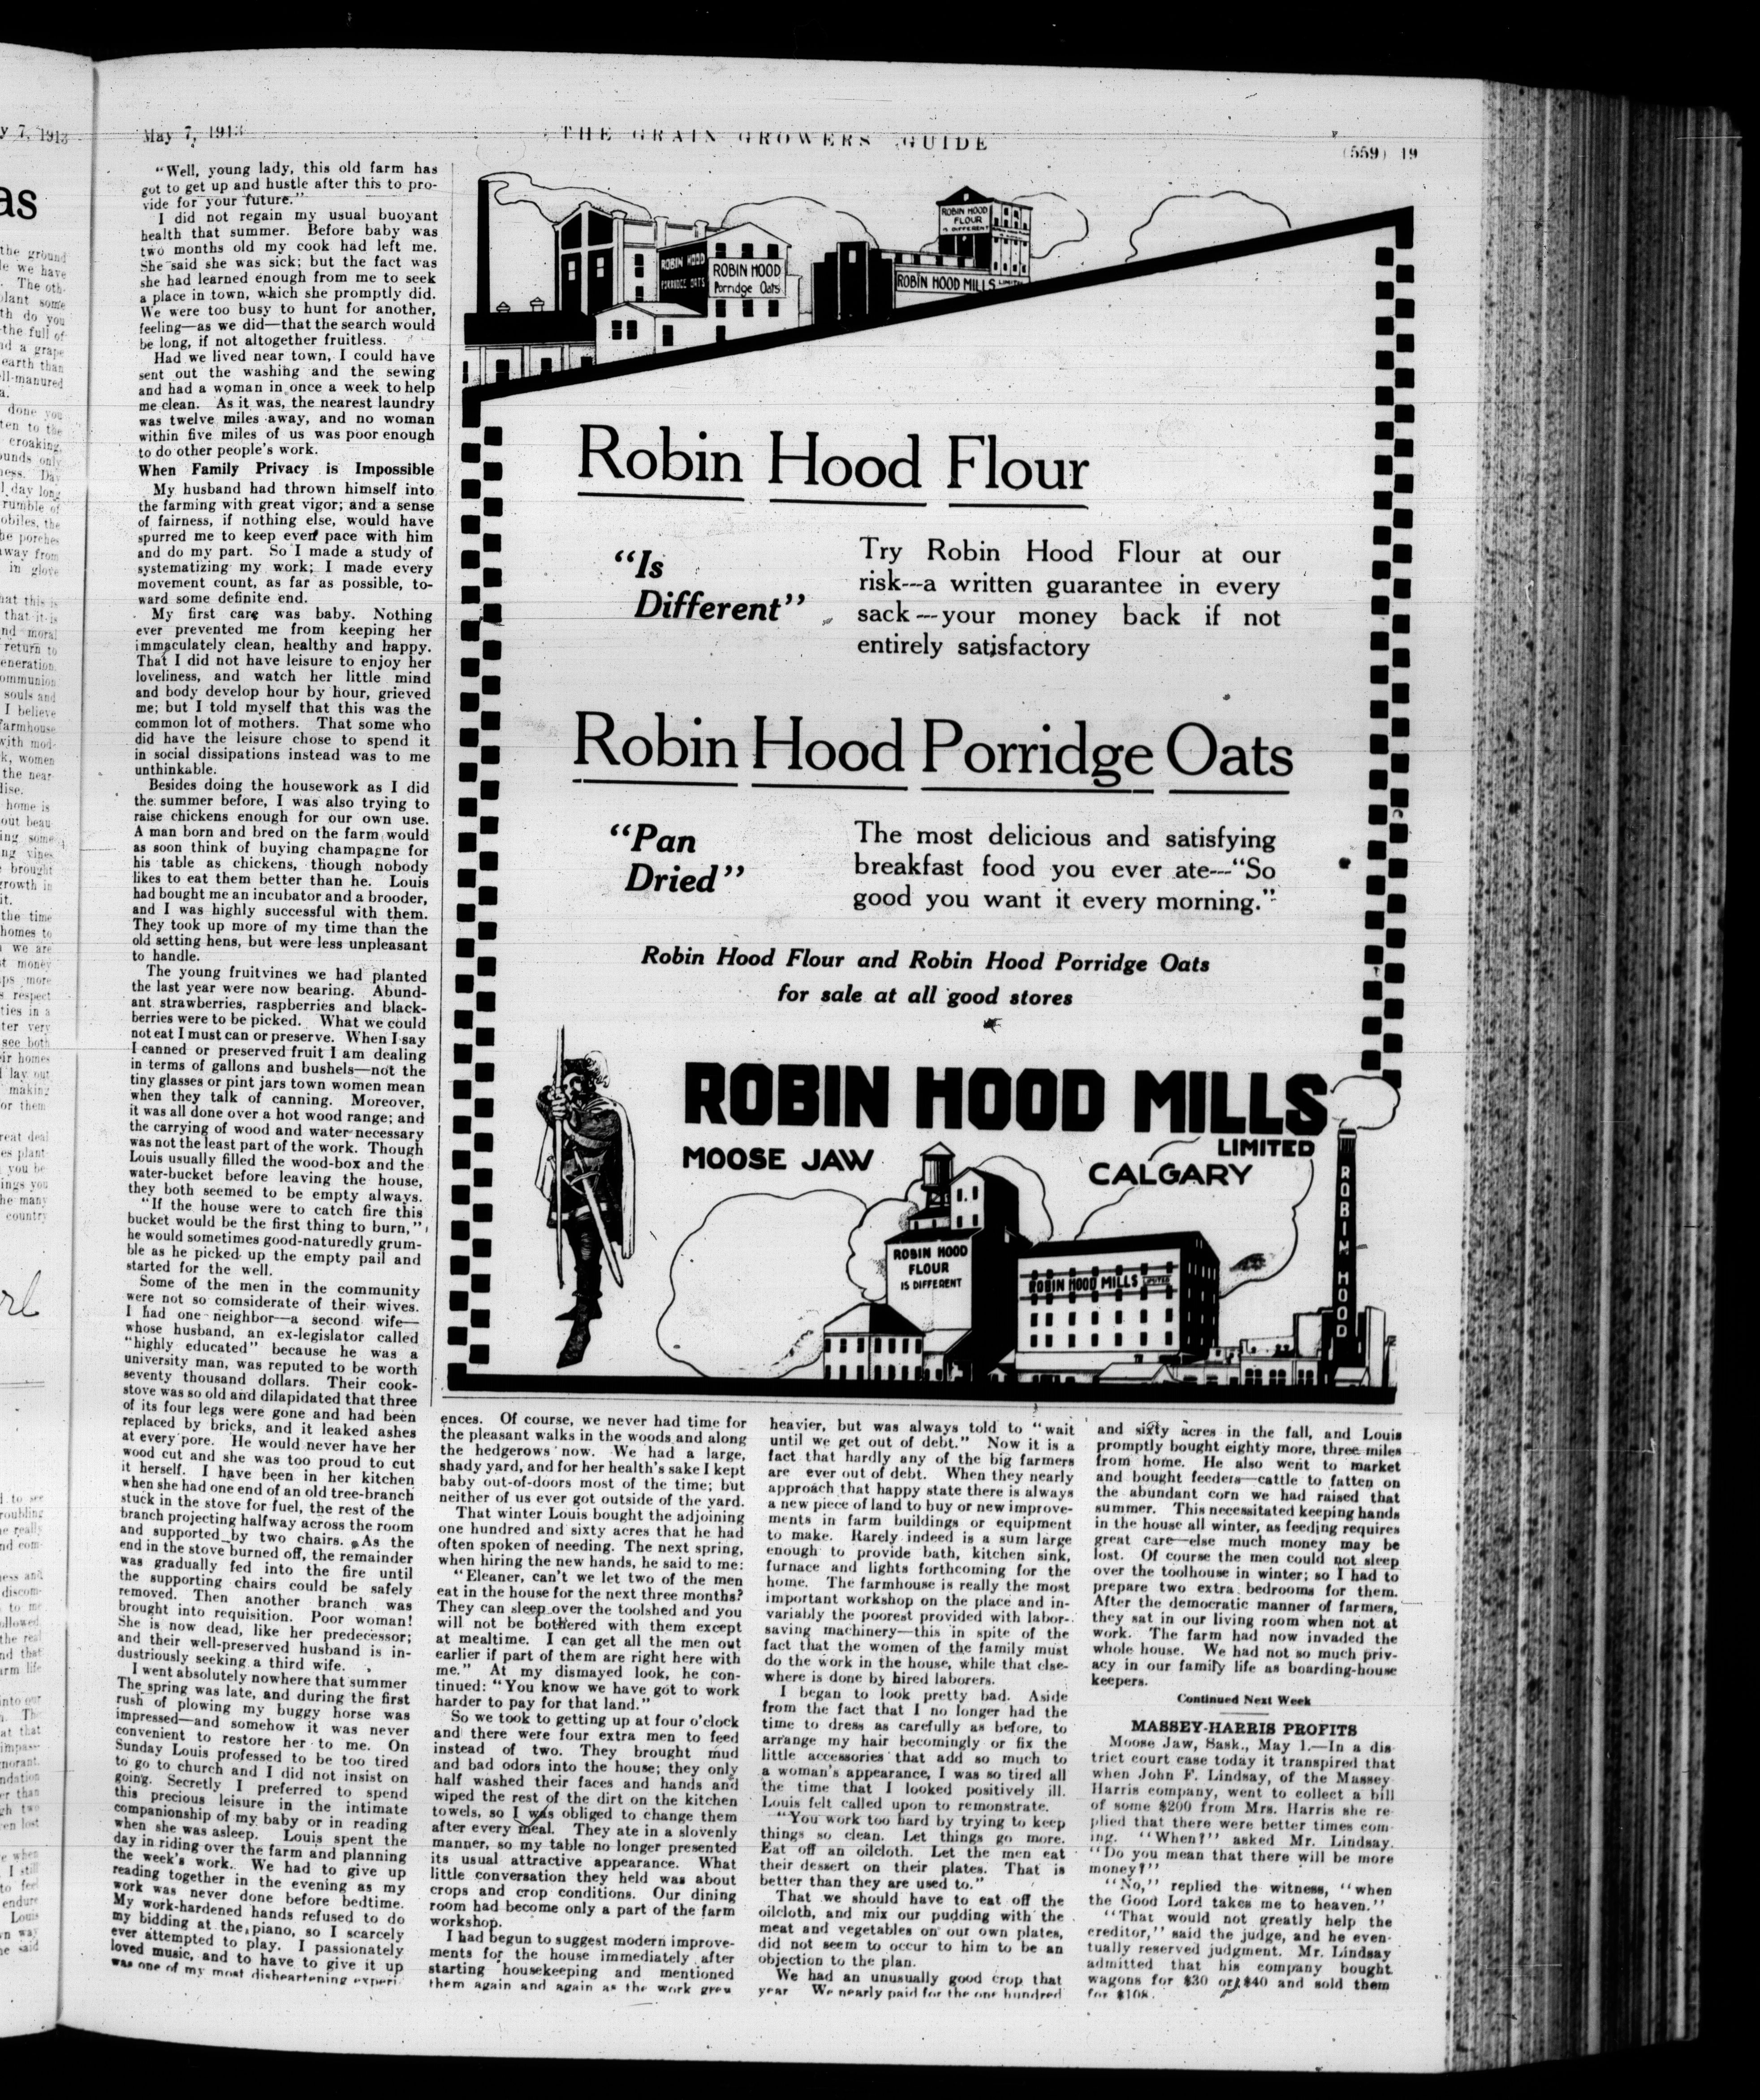 May 7, 1913
THE GRAIN GROWERS GUIDE
(559) 19
"Well, young lady, this old farm has
got to get up and hustle after this to pro-
vide for your future."
I did not regain my usual buoyant
health that summer. Before baby was
two months old my cook had left me.
She said she was sick; but the fact was
she had learned enough from me to seek
a place in town, which she promptly did.
We were too busy to hunt for another,
feeling—as we did—that the search would
be long, if not altogether fruitless.
Had we lived near town, I could have
sent out the washing and the sewing
and had a woman in once a week to help
me clean. As it was, the nearest laundry
was twelve miles away, and no woman
within five miles of us was poor enough
to do other people's work.
When Family Privacy is Impossible
My husband had thrown himself into
the farming with great vigor; and a sense
of fairness, if nothing else, would have
spurred me to keep even pace with him
and do my part. So I made a study of
systematizing my work; I made every
movement count, as far as possible, to-
ward some definite end.
My first care was baby. Nothing
ever prevented me from keeping her
immaculately clean, healthy and happy.
That I did not have leisure to enjoy her
loveliness, and watch her little mind
and body develop hour by hour, grieved
me; but I told myself that this was the
common lot of mothers. That some who
did have the leisure chose to spend it
in social dissipations instead was to me
unthinkable.
Besides doing the housework as I did
the summer before, I was also trying to
raise chickens enough for our own use.
A man born and bred on the farm would
as soon think of buying champagne for
his table as chickens, though nobody
likes to eat them better than he. Louis
had bought me an incubator and a brooder,
and I was highly successful with them.
They took up more of my time than the
old setting hens, but were less unpleasant
to handle.
The young fruitvines we had planted
the last year were now bearing. Abund-
ant strawberries, raspberries and black-
berries were to be picked. What we could
not eat I must can or preserve. When I say
I canned or preserved fruit I am dealing
in terms of gallons and bushels—not the
tiny glasses or pint jars town women mean
when they talk of canning. Moreover,
it was all done over a hot wood range; and
the carrying of wood and water necessary
was not the least part of the work. Though
Louis usually filled the wood-box and the
water-bucket before leaving the house,
they both seemed to be empty always.
"If the house were to catch fire this
bucket would be the first thing to burn,"
he would sometimes good-naturedly grum-
ble as he picked up the empty pail and
started for the well.
Some of the men in the community
were not so comsiderate of their wives.
I had one neighbor—a second wife—
whose husband, an ex-legislator called
"highly educated" because he was a
university man, was reputed to be worth
seventy thousand dollars. Their cook-
stove was so old and dilapidated that three
of its four legs were gone and had been
replaced by bricks, and it leaked ashes
at every pore. He would never have her
wood cut and she was too proud to cut
it herself. I have been in her kitchen
when she had one end of an old tree-branch
stuck in the stove for fuel, the rest of the
branch projecting halfway across the room
and supported by two chairs. As the
end in the stove burned off, the remainder
was gradually fed into the fire until
the supporting chairs could be safely
removed. Then another branch was
brought into requisition. Poor woman!
She is now dead, like her predecessor;
and their well-preserved husband is in-
dustriously seeking a third wife.
I went absolutely nowhere that summer
The spring was late, and during the first
rush of plowing my buggy horse was
impressed—and somehow it was never
convenient to restore her to me. On
Sunday Louis professed to be too tired
to go to church and I did not insist on
going. Secretly I preferred to spend
this precious leisure in the intimate
companionship of my baby or in reading
when she was asleep. Louis spent the
day in riding over the farm and planning
the week's work. We had to give up
reading together in the evening as my
work was never done before bedtime.
My work-hardened hands refused to do
my bidding at the piano, so I scarcely
ever attempted to play. I passionately
loved music, and to have to give it up
was one of my most disheartening experi-
ROBIN HOOD
PORRIDGE OATS
ROBIN HOOD
Porridge Oats
ROBIN HOOD
FLOUR
IS DIFFERENT
ROBIN HOOD MILLS LIMITED
Robin Hood Flour
"Is
Different"
Try Robin Hood Flour at our
risk---a written guarantee in every
sack---your money back if not
entirely satisfactory
Robin Hood Porridge Oats
"Pan
Dried"
The most delicious and satisfying
breakfast food you ever ate---"So
good you want it every morning."
Robin Hood Flour and Robin Hood Porridge Oats
for sale at all good stores
ROBIN HOOD MILLS
LIMITED
MOOSE JAW
CALGARY
ROBIN HOOD
FLOUR
IS DIFFERENT
ROBIN HOOD MILLS LIMITED
ROBIN HOOD
ences. Of course, we never had time for
the pleasant walks in the woods and along
the hedgerows now. We had a large,
shady yard, and for her health's sake I kept
baby out-of-doors most of the time; but
neither of us ever got outside of the yard.
That winter Louis bought the adjoining
one hundred and sixty acres that he had
often spoken of needing. The next spring,
when hiring the new hands, he said to me:
"Eleaner, can't we let two of the men
eat in the house for the next three months?
They can sleep over the toolshed and you
will not be bothered with them except
at mealtime. I can get all the men out
earlier if part of them are right here with
me." At my dismayed look, he con-
tinued: "You know we have got to work
harder to pay for that land."
So we took to getting up at four o'clock
and there were four extra men to feed
instead of two. They brought mud
and bad odors into the house; they only
half washed their faces and hands and
wiped the rest of the dirt on the kitchen
towels, so I was obliged to change them
after every meal. They ate in a slovenly
manner, so my table no longer presented
its usual attractive appearance. What
little conversation they held was about
crops and crop conditions. Our dining
room had become only a part of the farm
workshop.
I had begun to suggest modern improve-
ments for the house immediately after
starting housekeeping and mentioned
them again and again as the work grew
heavier, but was always told to "wait
until we get out of debt." Now it is a
fact that hardly any of the big farmers
are ever out of debt. When they nearly
approach that happy state there is always
a new piece of land to buy or new improve-
ments in farm buildings or equipment
to make. Rarely indeed is a sum large
enough to provide bath, kitchen sink,
furnace and lights forthcoming for the
home. The farmhouse is really the most
important workshop on the place and in-
variably the poorest provided with labor-
saving machinery—this in spite of the
fact that the women of the family must
do the work in the house, while that else-
where is done by hired laborers.
I began to look pretty bad. Aside
from the fact that I no longer had the
time to dress as carefully as before, to
arrange my hair becomingly or fix the
little accessories that add so much to
a woman's appearance, I was so tired all
the time that I looked positively ill.
Louis felt called upon to remonstrate.
"You work too hard by trying to keep
things so clean. Let things go more.
Eat off an oilcloth. Let the men eat
their dessert on their plates. That is
better than they are used to."
That we should have to eat off the
oilcloth, and mix our pudding with the
meat and vegetables on our own plates,
did not seem to occur to him to be an
objection to the plan.
We had an unusually good crop that
year We nearly paid for the one hundred
and sixty acres in the fall, and Louis
promptly bought eighty more, three miles
from home. He also went to market
and bought feeders—cattle to fatten on
the abundant corn we had raised that
summer. This necessitated keeping hands
in the house all winter, as feeding requires
great care—else much money may be
lost. Of course the men could not sleep
over the toolhouse in winter; so I had to
prepare two extra bedrooms for them.
After the democratic manner of farmers,
they sat in our living room when not at
work. The farm had now invaded the
whole house. We had not so much priv-
acy in our family life as boarding-house
keepers.
Continued Next Week
MASSEY-HARRIS PROFITS
Moose Jaw, Sask., May 1.—In a dis-
trict court case today it transpired that
when John F. Lindsay, of the Massey
Harris company, went to collect a bill
of some $200 from Mrs. Harris she re-
plied that there were better times com-
ing. "When?" asked Mr. Lindsay.
"Do you mean that there will be more
money?"
"No," replied the witness, "when
the Good Lord takes me to heaven."
"That would not greatly help the
creditor," said the judge, and he even-
tually reserved judgment. Mr. Lindsay
admitted that his company bought
wagons for $30 or $40 and sold them
for $108.